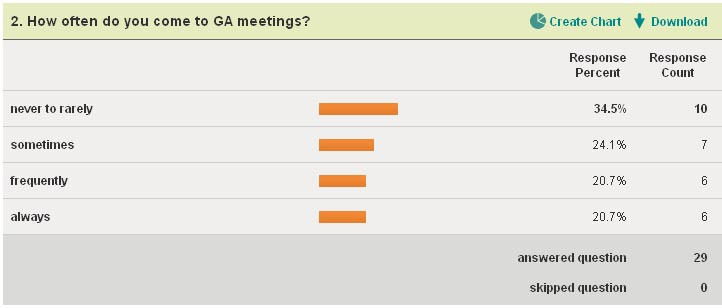 2. How often do you come to GA meetings? Create Chart Download
Response Percent Response Count
never to rarely 34.5% 10
sometimes 24.1% 7
frequently 20.7% 6
always 20.7% 6
answered question 29
skipped question 0